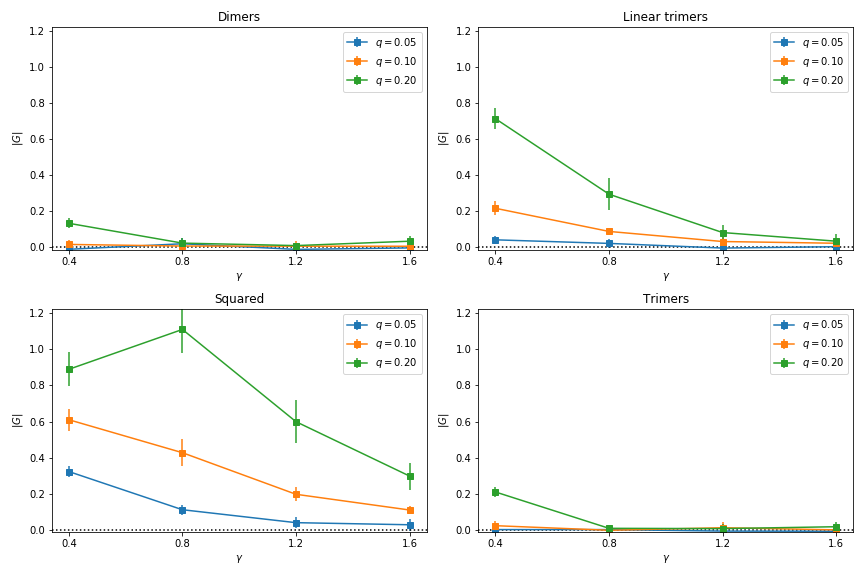 Dimers
1.2
1.0
0.8
0.6
0.4
0.2
0.0
|G|
q = 0.05
q = 0.10
q = 0.20
0.4 0.8 1.2 1.6
γ
Linear trimers
1.2
1.0
0.8
0.6
0.4
0.2
0.0
|G|
q = 0.05
q = 0.10
q = 0.20
0.4 0.8 1.2 1.6
γ
Squared
1.2
1.0
0.8
0.6
0.4
0.2
0.0
|G|
q = 0.05
q = 0.10
q = 0.20
0.4 0.8 1.2 1.6
γ
Trimers
1.2
1.0
0.8
0.6
0.4
0.2
0.0
|G|
q = 0.05
q = 0.10
q = 0.20
0.4 0.8 1.2 1.6
γ